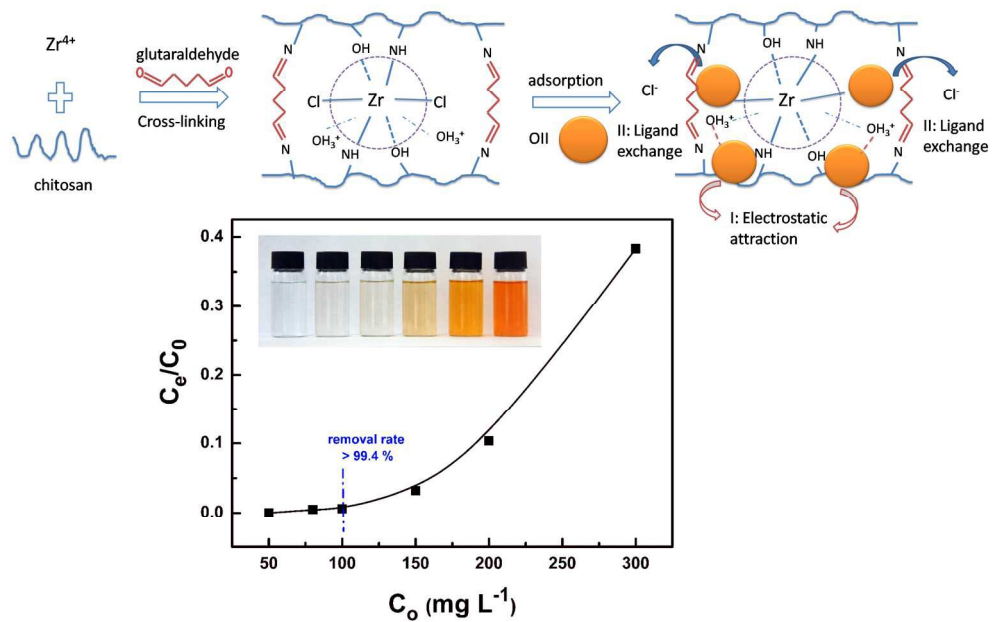 Zr⁴⁺
chitosan
glutaraldehyde
O
O
Cross-linking
N
N
OH
NH
N
N
Cl
Zr
Cl
OH₃⁺
OH₃⁺
NH
OH
adsorption
OII
II: Ligand
exchange
N
N
OH
NH
N
N
Cl⁻
Zr
Cl⁻
OH₃⁺
OH₃⁺
NH
OH
II: Ligand
exchange
I: Electrostatic
attraction
0.4
0.3
0.2
0.1
0.0
Cₑ/C₀
removal rate
> 99.4 %
50
100
150
200
250
300
Cₒ (mg L⁻¹)